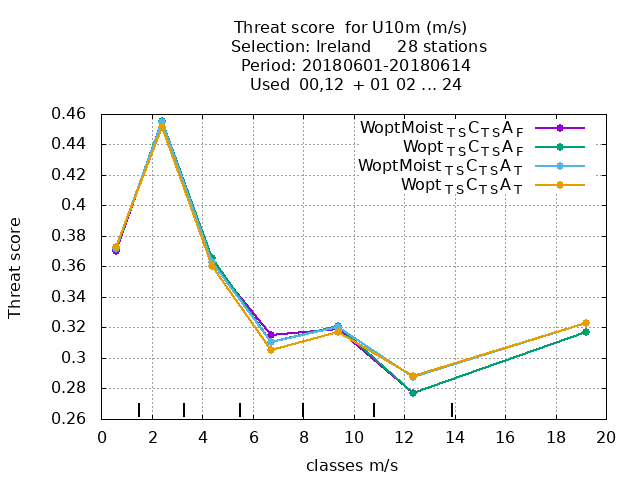 Threat score  for U10m (m/s)
Selection: Ireland     28 stations
Period: 20180601-20180614
Used  00,12  + 01 02 ... 24
WoptMoist TS C TS A F
Wopt TS C TS A F
WoptMoist TS C TS A T
Wopt TS C TS A T
0.46
0.44
0.42
0.4
0.38
0.36
0.34
0.32
0.3
0.28
0.26
Threat score
0 2 4 6 8 10 12 14 16 18 20
classes m/s